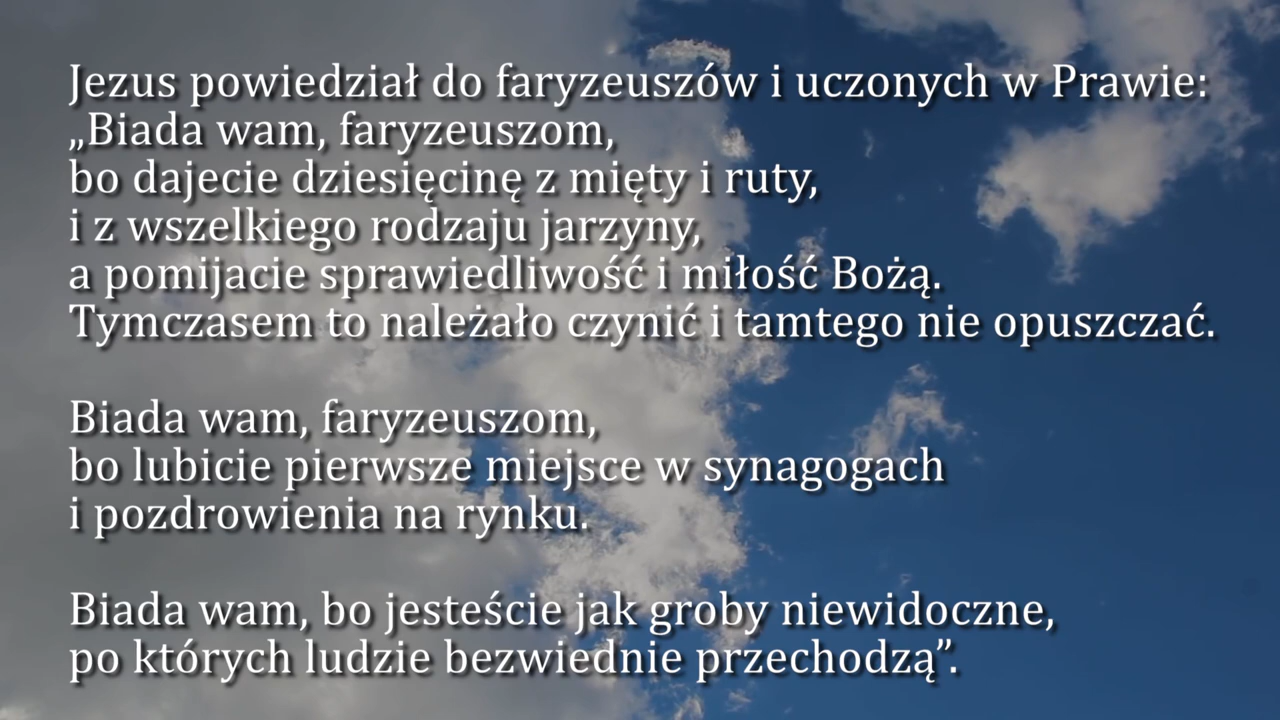 Jezus powiedział do faryzeuszów i uczonych w Prawie:
„Biada wam, faryzeuszom,
bo dajecie dziesięcinę z mięty i ruty,
i z wszelkiego rodzaju jarzyny,
a pomijacie sprawiedliwość i miłość Bożą.
Tymczasem to należało czynić i tamtego nie opuszczać.
Biada wam, faryzeuszom,
bo lubicie pierwsze miejsce w synagogach
i pozdrowienia na rynku.
Biada wam, bo jesteście jak groby niewidoczne,
po których ludzie bezwiednie przechodzą”.